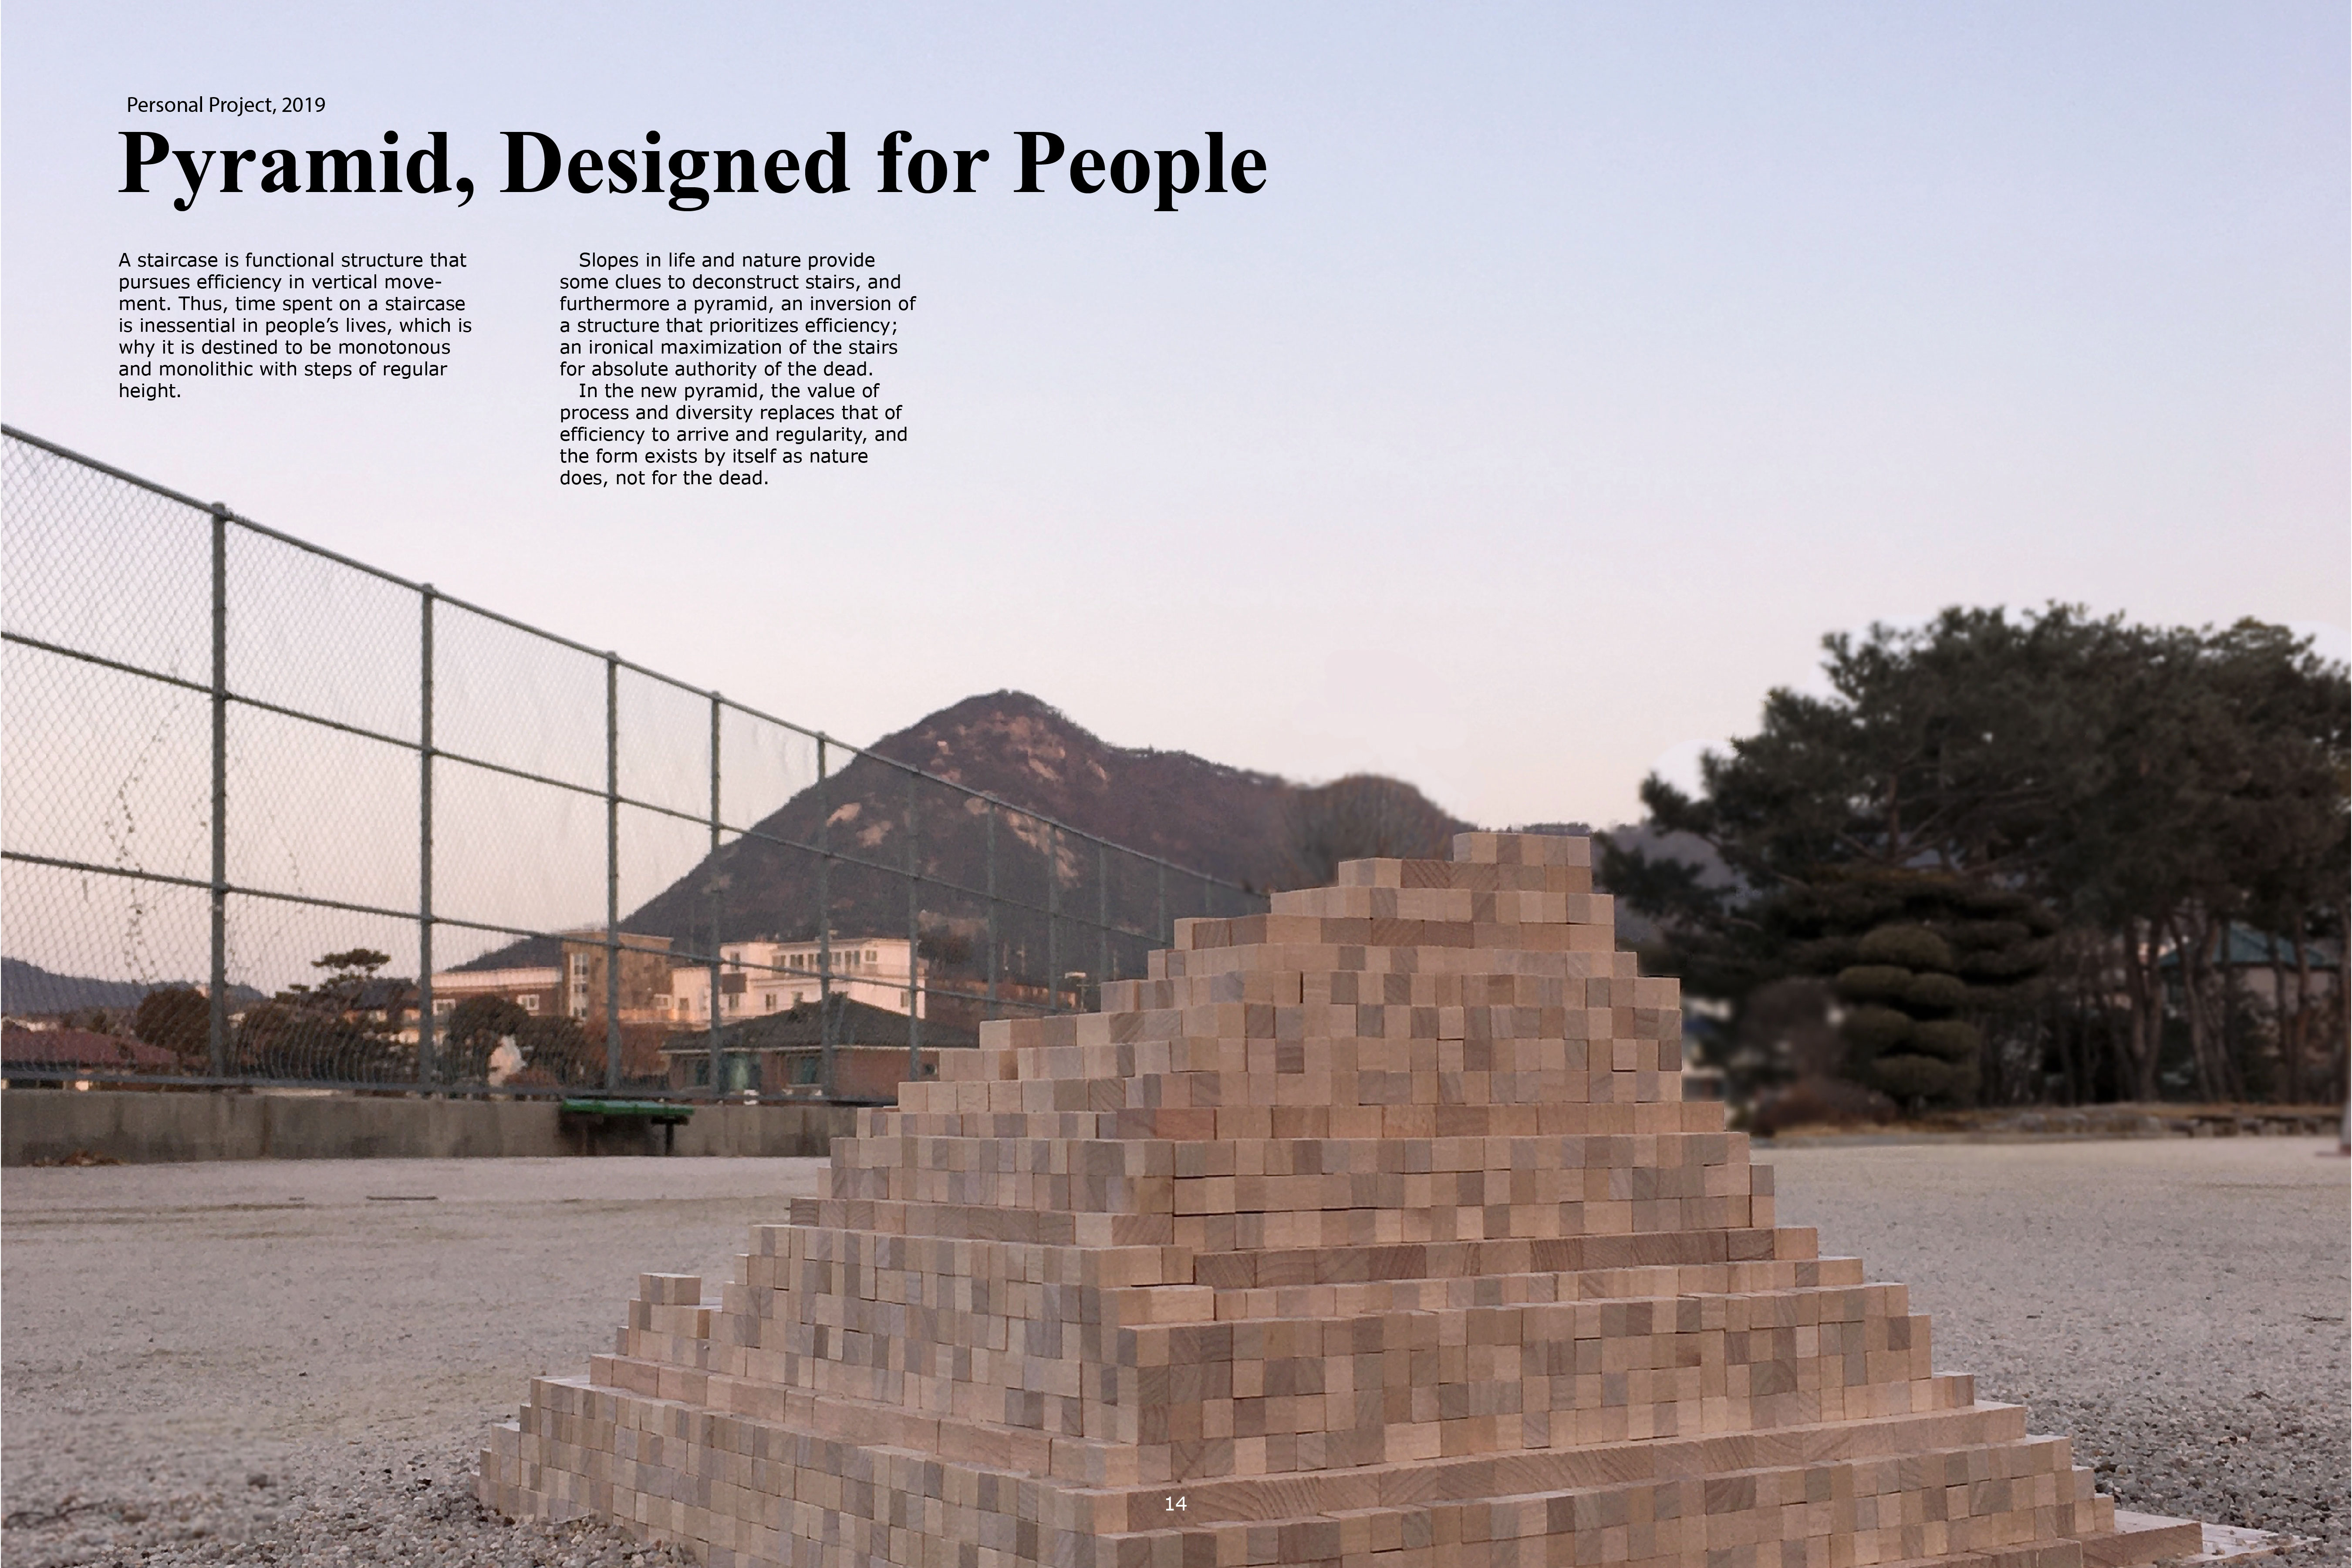 Personal Project, 2019
Pyramid, Designed for People
A staircase is functional structure that
pursues efficiency in vertical move-
ment. Thus, time spent on a staircase
is inessential in people’s lives, which is
why it is destined to be monotonous
and monolithic with steps of regular
height.
Slopes in life and nature provide
some clues to deconstruct stairs, and
furthermore a pyramid, an inversion of
a structure that prioritizes efficiency;
an ironical maximization of the stairs
for absolute authority of the dead.
In the new pyramid, the value of
process and diversity replaces that of
efficiency to arrive and regularity, and
the form exists by itself as nature
does, not for the dead.
14